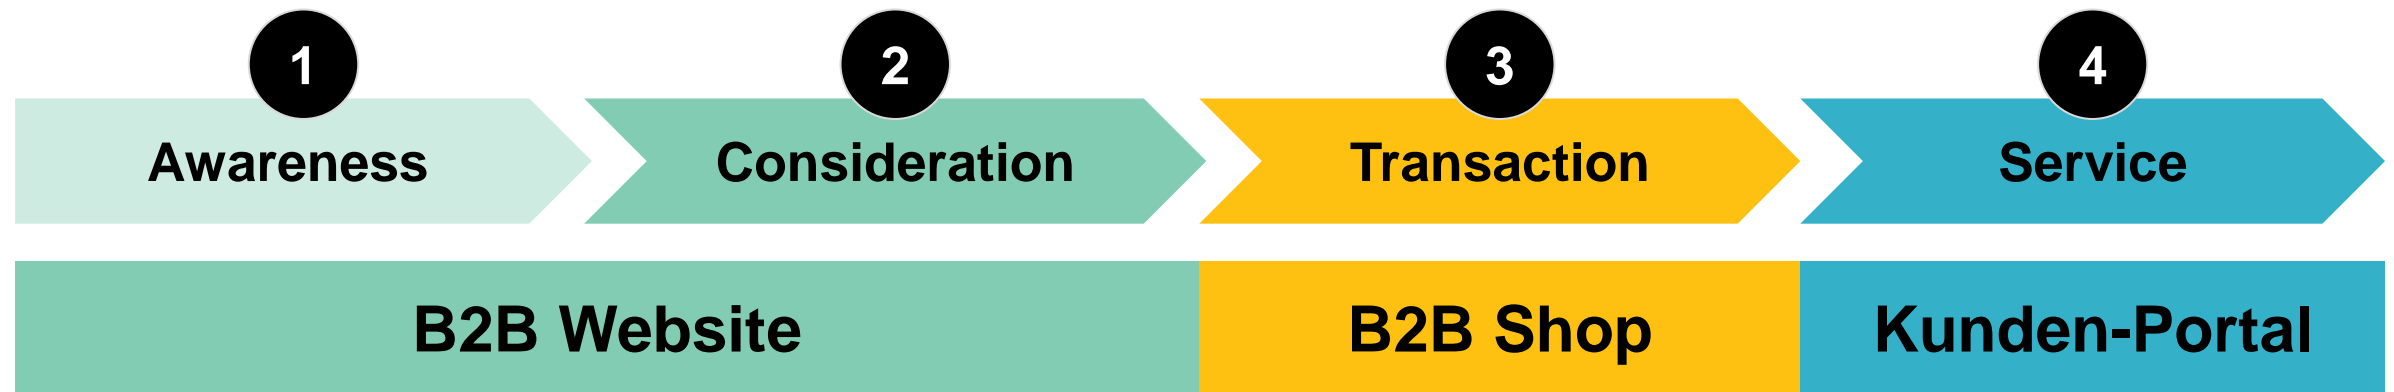 1
2
3
4
Awareness
Consideration
Transaction
Service
B2B Website
B2B Shop
Kunden-Portal